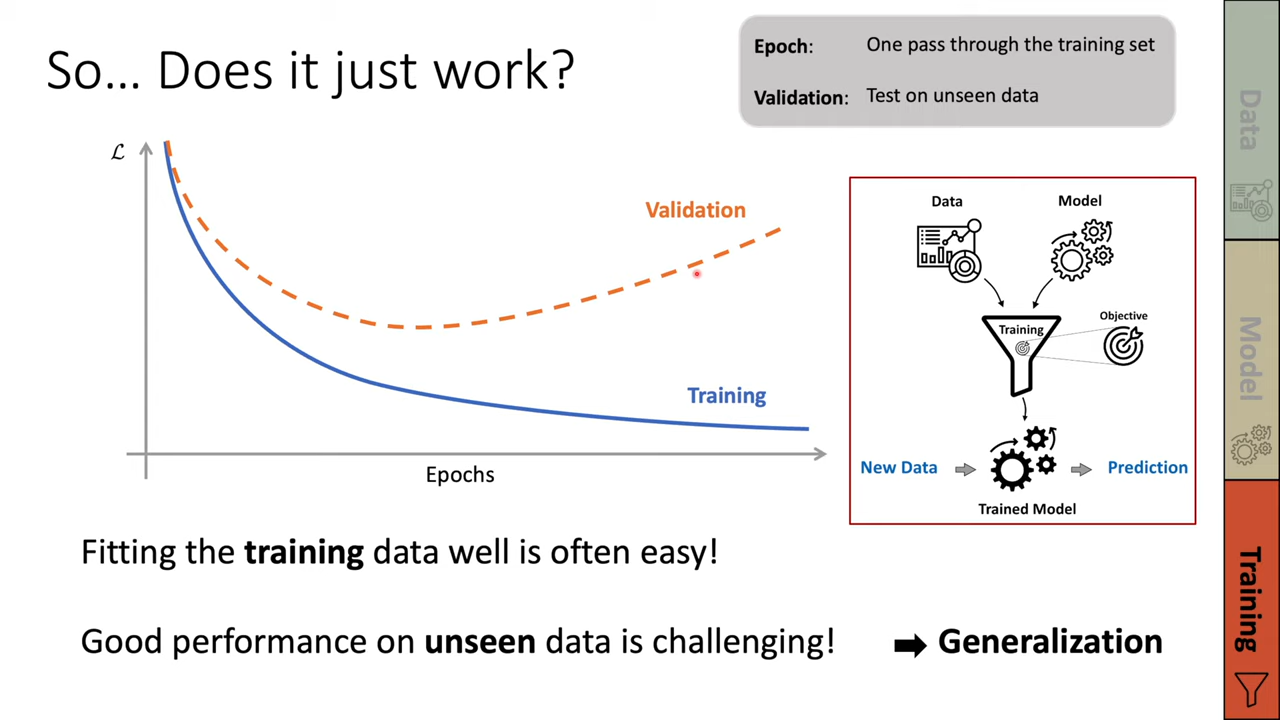 So… Does it just work?
Epoch: One pass through the training set
Validation: Test on unseen data
ℒ
Validation
Training
Epochs
Data
Model
Training
Objective
New Data
Prediction
Trained Model
Fitting the training data well is often easy!
Good performance on unseen data is challenging!
➡ Generalization
Data
Model
Training